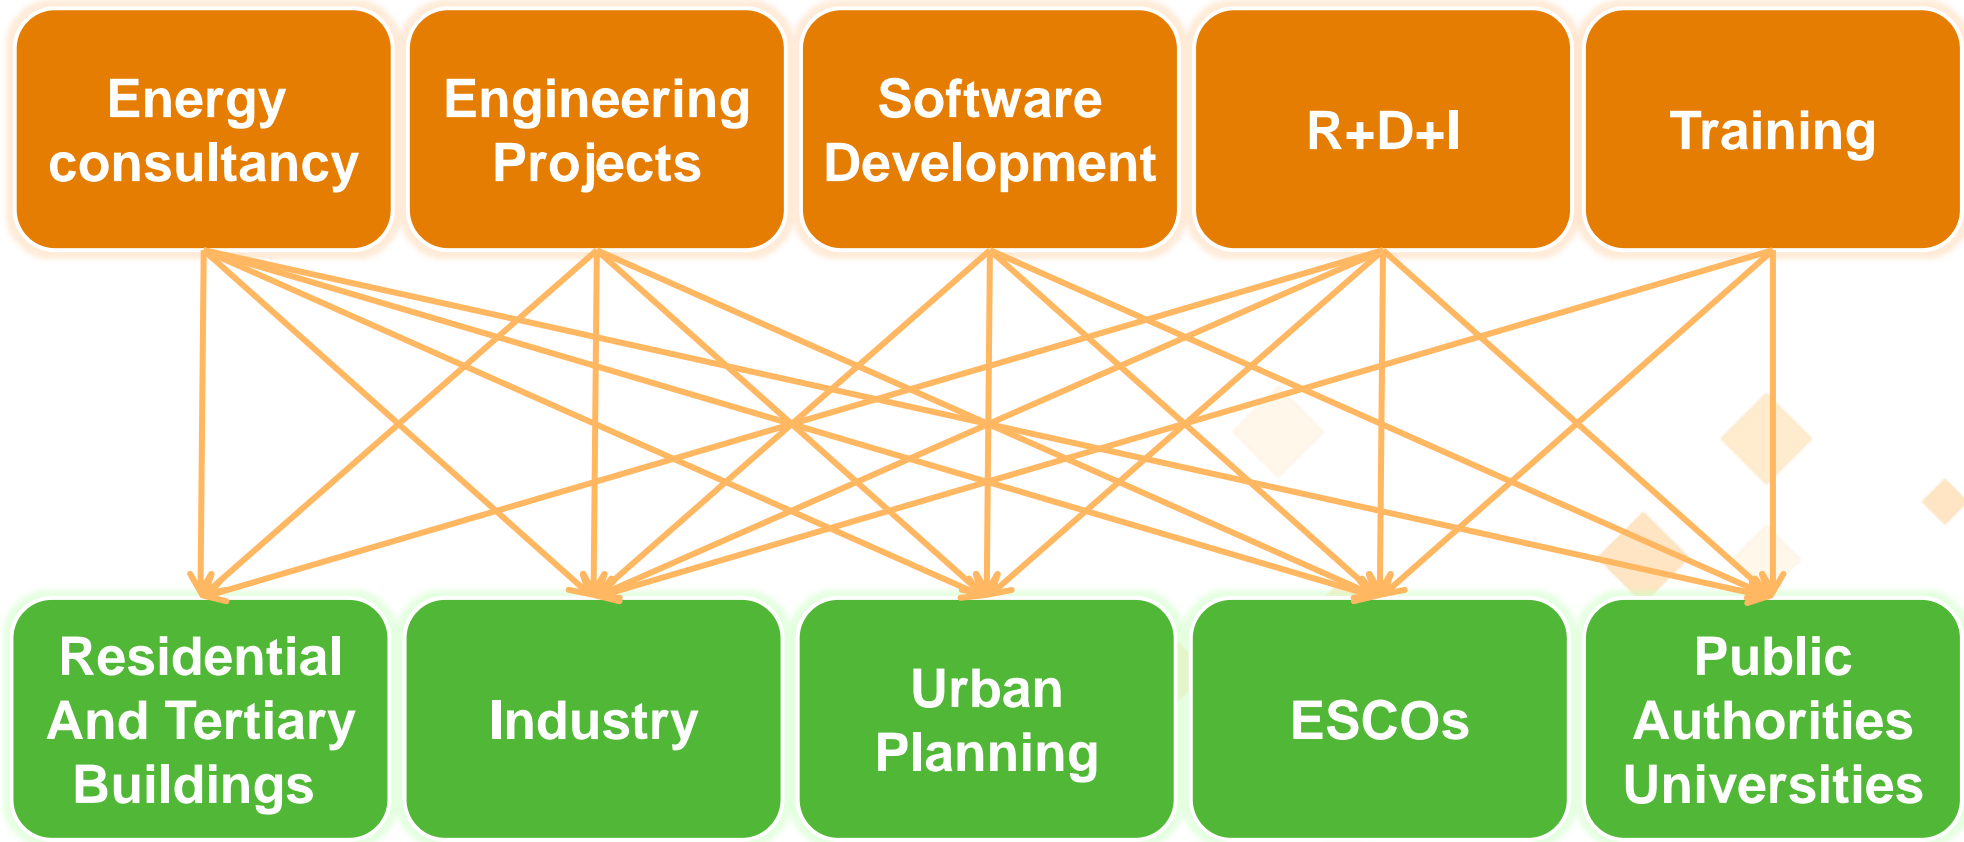 Energy
consultancy
Engineering
Projects
Software
Development
R+D+I
Training
Residential
And Tertiary
Buildings
Industry
Urban
Planning
ESCOs
Public
Authorities
Universities